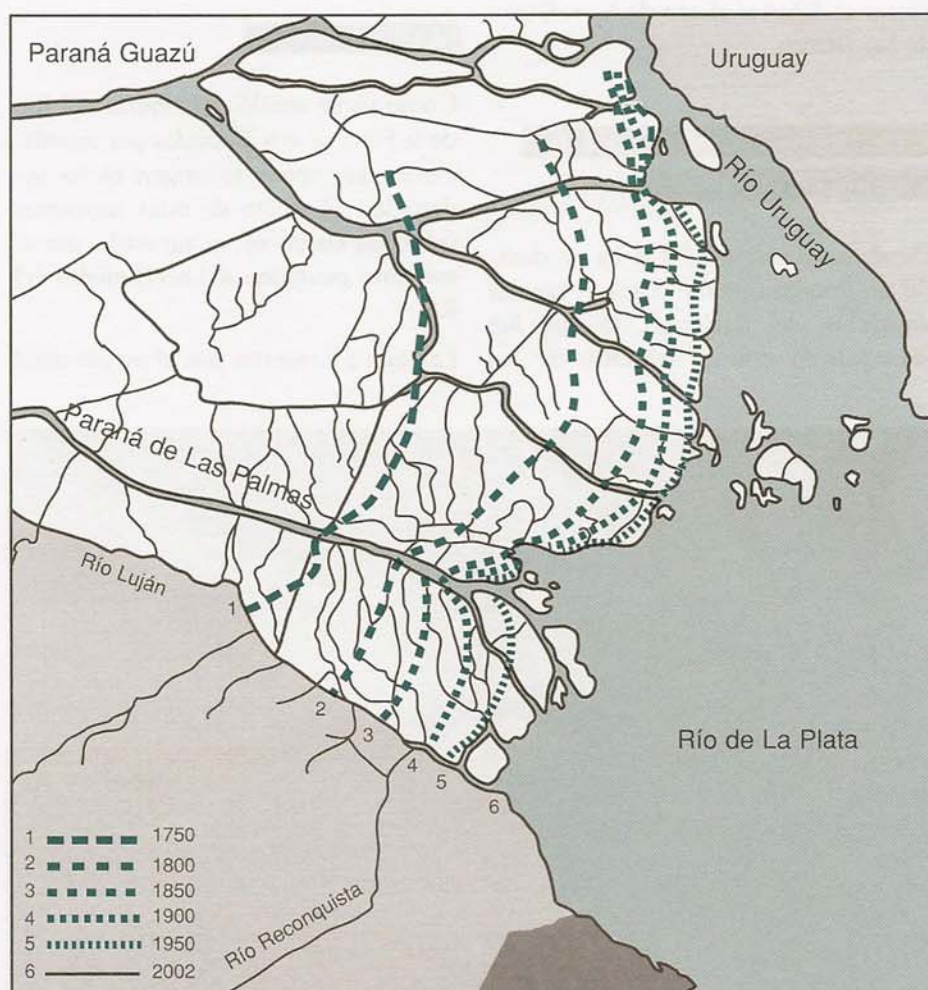 Paraná Guazú
Uruguay
Río Uruguay
Paraná de Las Palmas
Río Luján
1
2
3
4
5
6
Río de La Plata
Río Reconquista
1 1750
2 1800
3 1850
4 1900
5 1950
6 2002